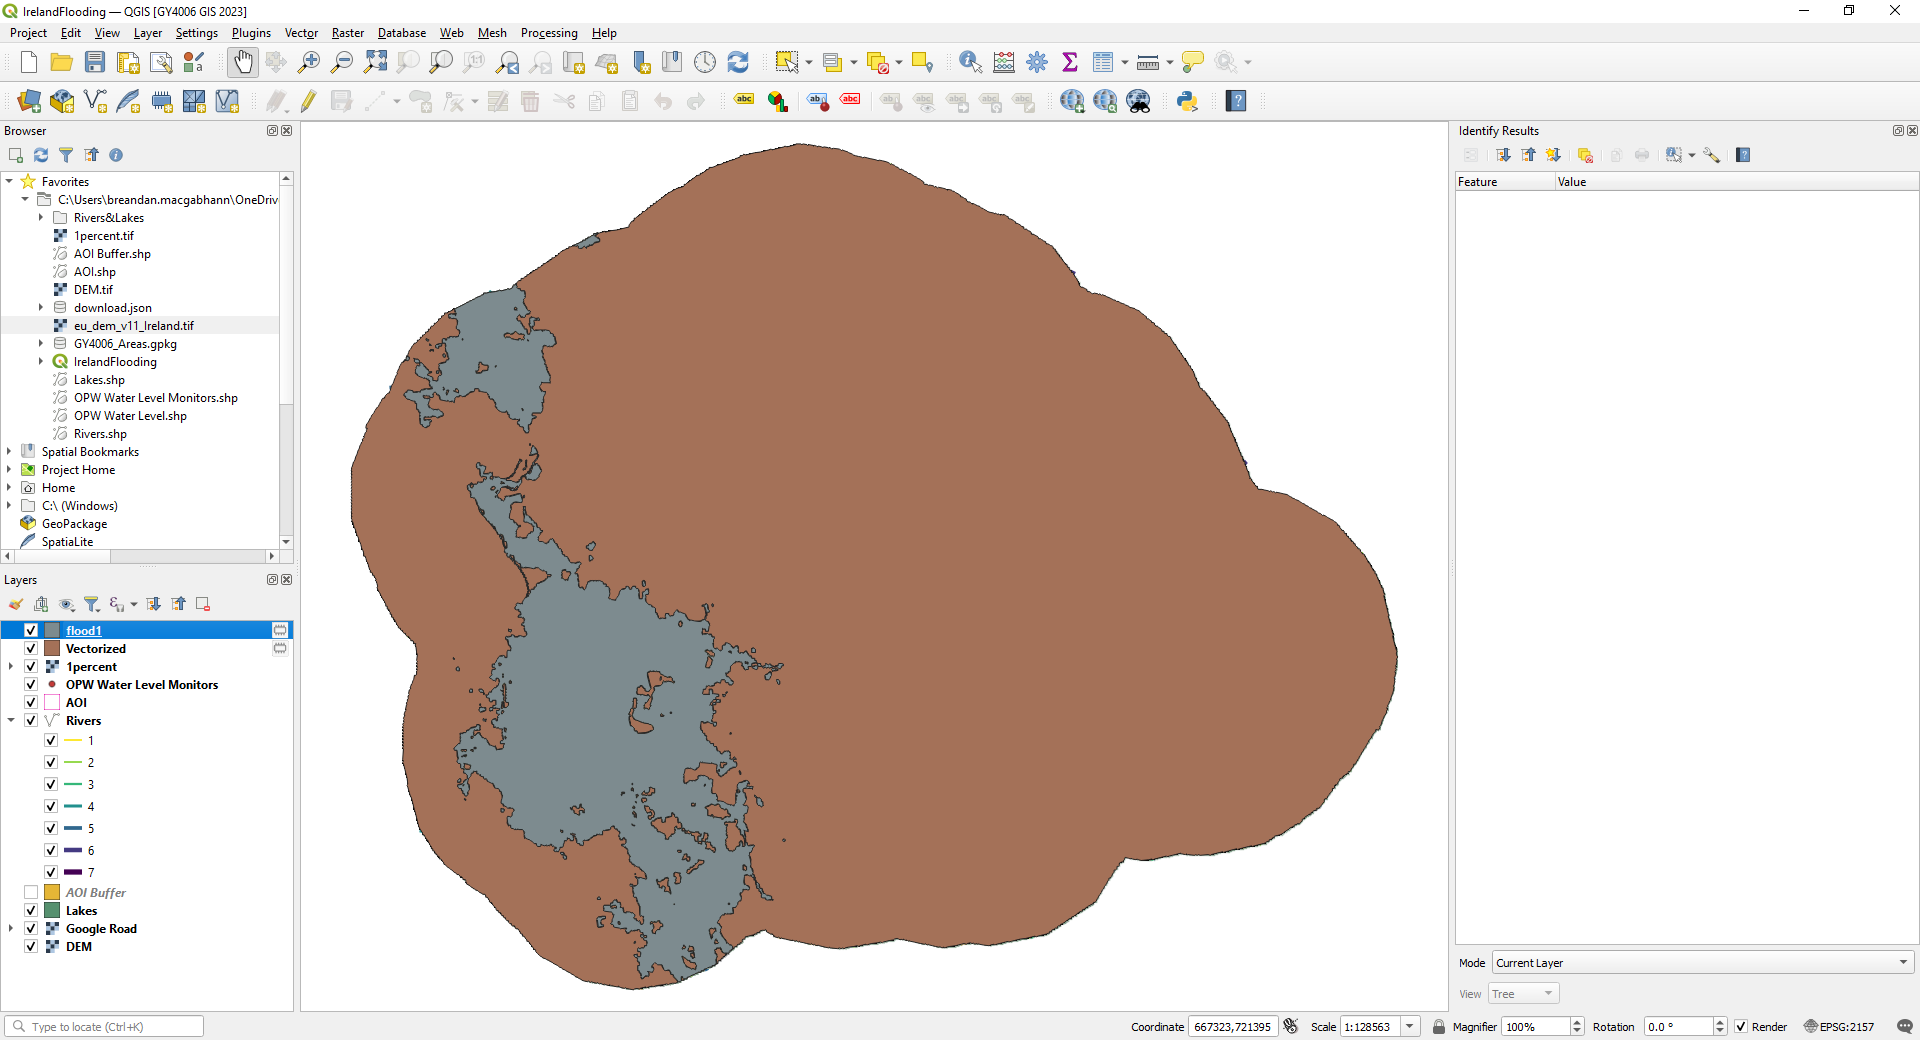 IrelandFlooding — QGIS [GY4006 GIS 2023]
Project Edit View Layer Settings Plugins Vector Raster Database Web Mesh Processing Help
Browser
Favorites
C:\Users\breandan.macgabhann\OneDriv
Rivers&Lakes
1percent.tif
AOI Buffer.shp
AOI.shp
DEM.tif
download.json
eu_dem_v11_Ireland.tif
GY4006_Areas.gpkg
IrelandFlooding
Lakes.shp
OPW Water Level Monitors.shp
OPW Water Level.shp
Rivers.shp
Spatial Bookmarks
Project Home
Home
C:\ (Windows)
GeoPackage
SpatiaLite
Layers
flood1
Vectorized
1percent
OPW Water Level Monitors
AOI
Rivers
1
2
3
4
5
6
7
AOI Buffer
Lakes
Google Road
DEM
Identify Results
Feature Value
Mode Current Layer
View Tree
Type to locate (Ctrl+K)
Coordinate 667323,721395 Scale 1:128563 Magnifier 100% Rotation 0.0 ° Render EPSG:2157